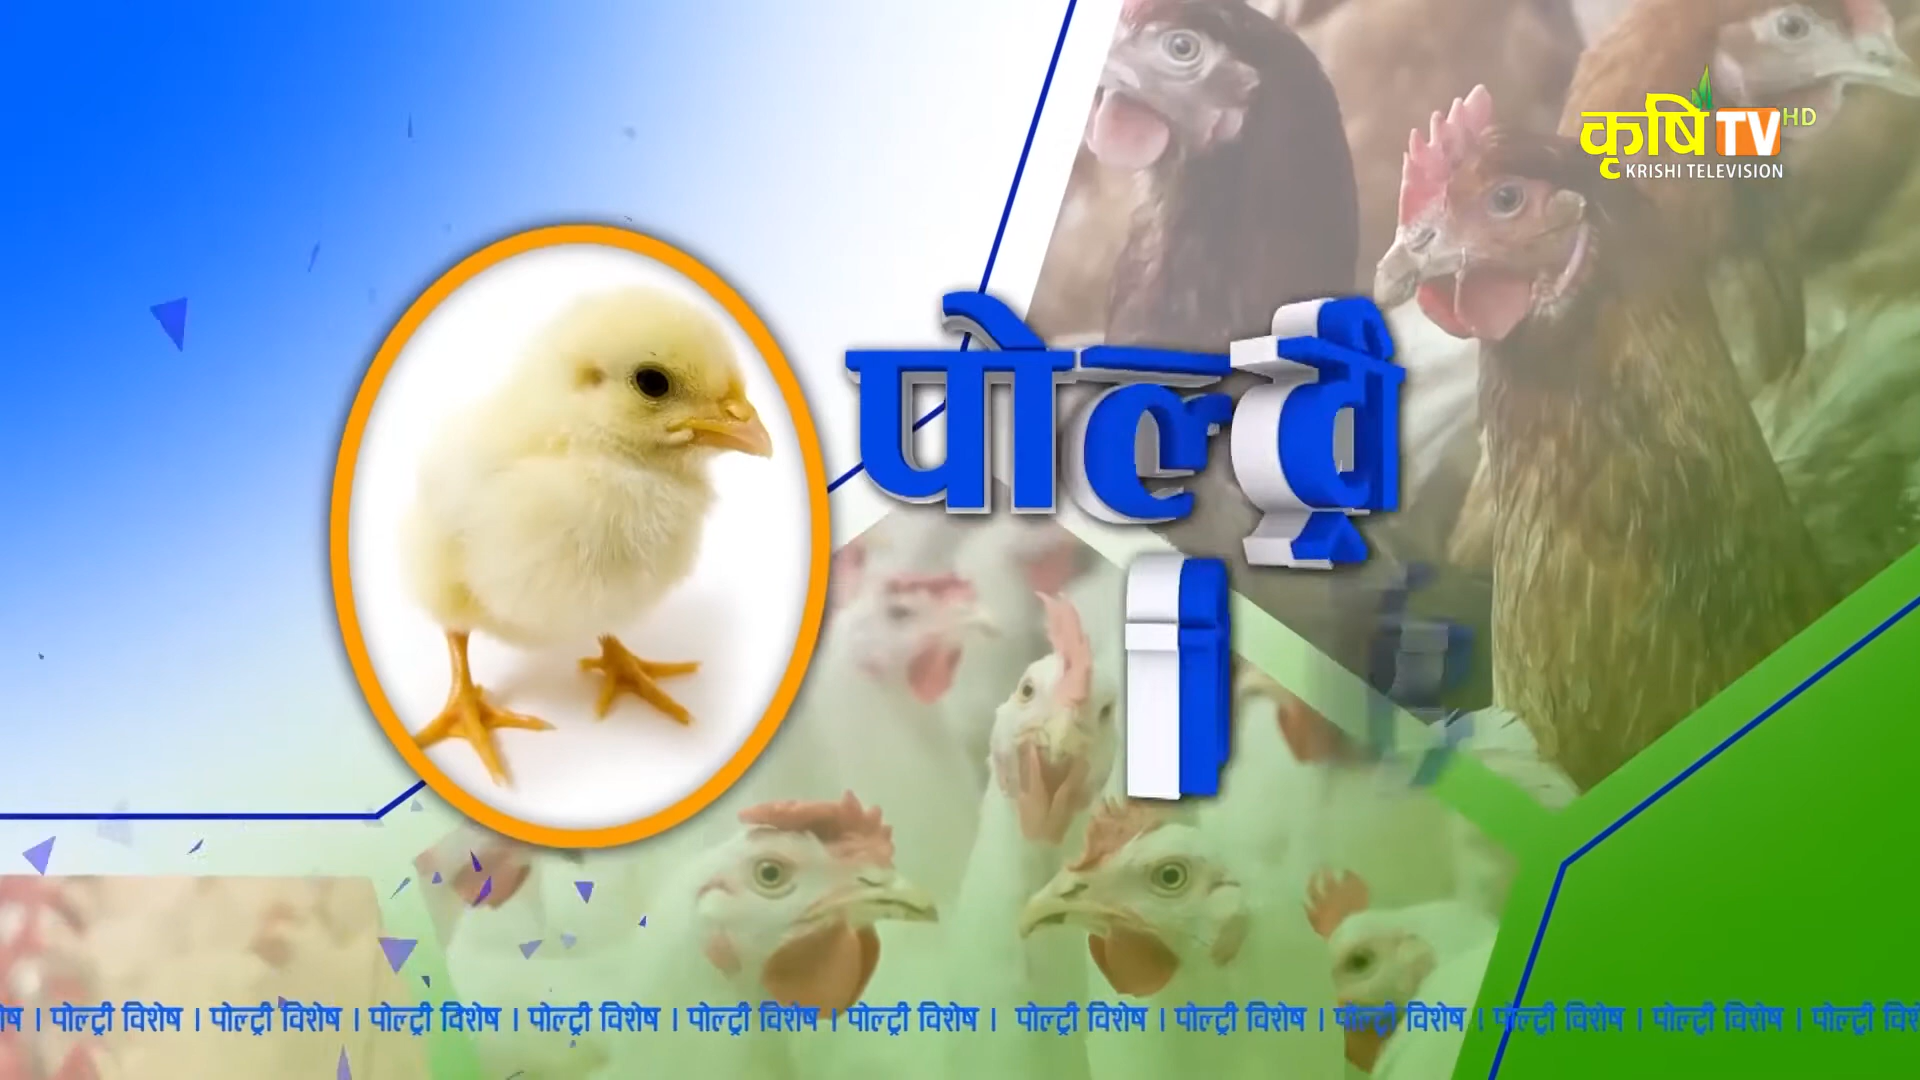 कृषि TV HD
KRISHI TELEVISION
पोल्ट्री
। पोल्ट्री विशेष । पोल्ट्री विशेष । पोल्ट्री विशेष । पोल्ट्री विशेष । पोल्ट्री विशेष । पोल्ट्री विशेष । पोल्ट्री विशेष । पोल्ट्री विशेष । पोल्ट्री विशेष । पोल्ट्री विशेष । पोल्ट्री विशेष । पोल्ट्री